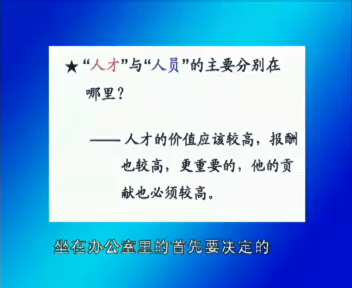 ★“人才”与“人员”的主要分别在
哪里？
——人才的价值应该较高，报酬
也较高，更重要的，他的贡
献也必须较高。
坐在办公室里的首先要决定的